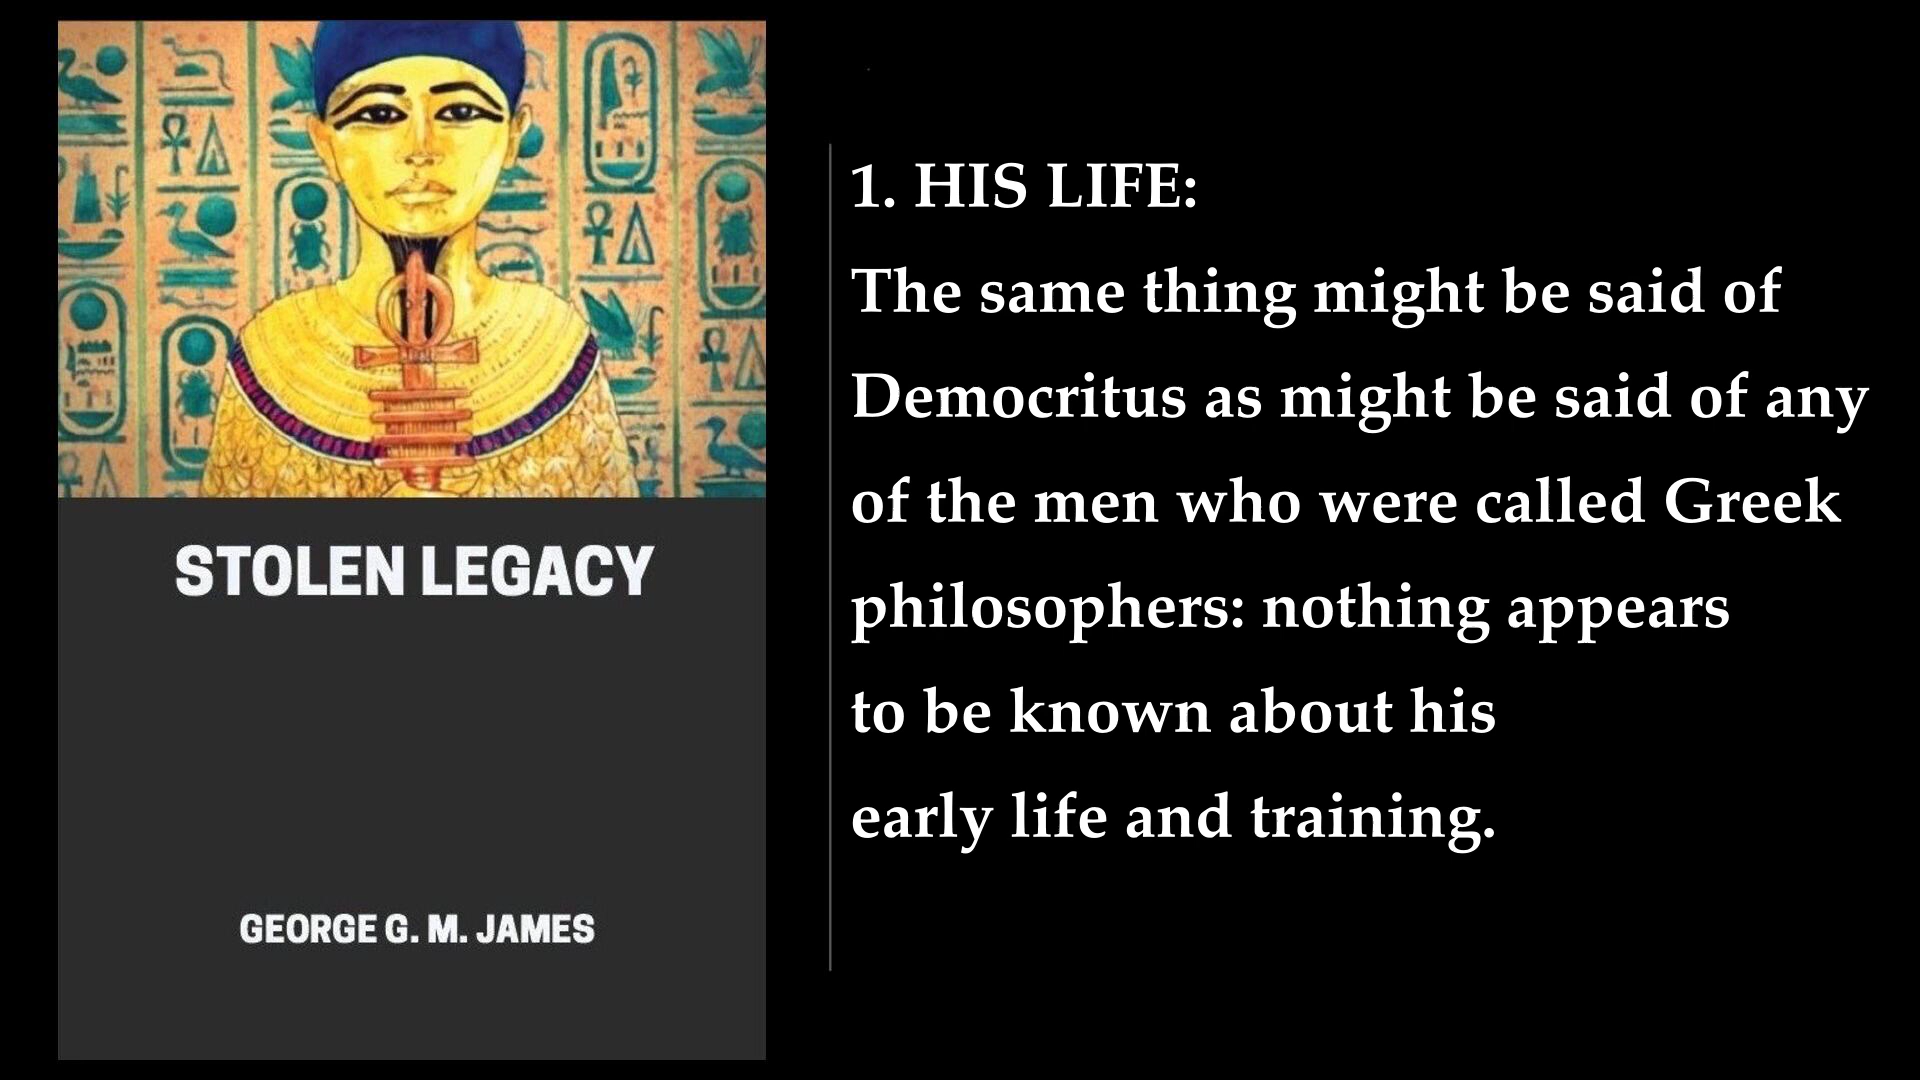 STOLEN LEGACY
GEORGE G. M. JAMES
1. HIS LIFE:
The same thing might be said of
Democritus as might be said of any
of the men who were called Greek
philosophers: nothing appears
to be known about his
early life and training.